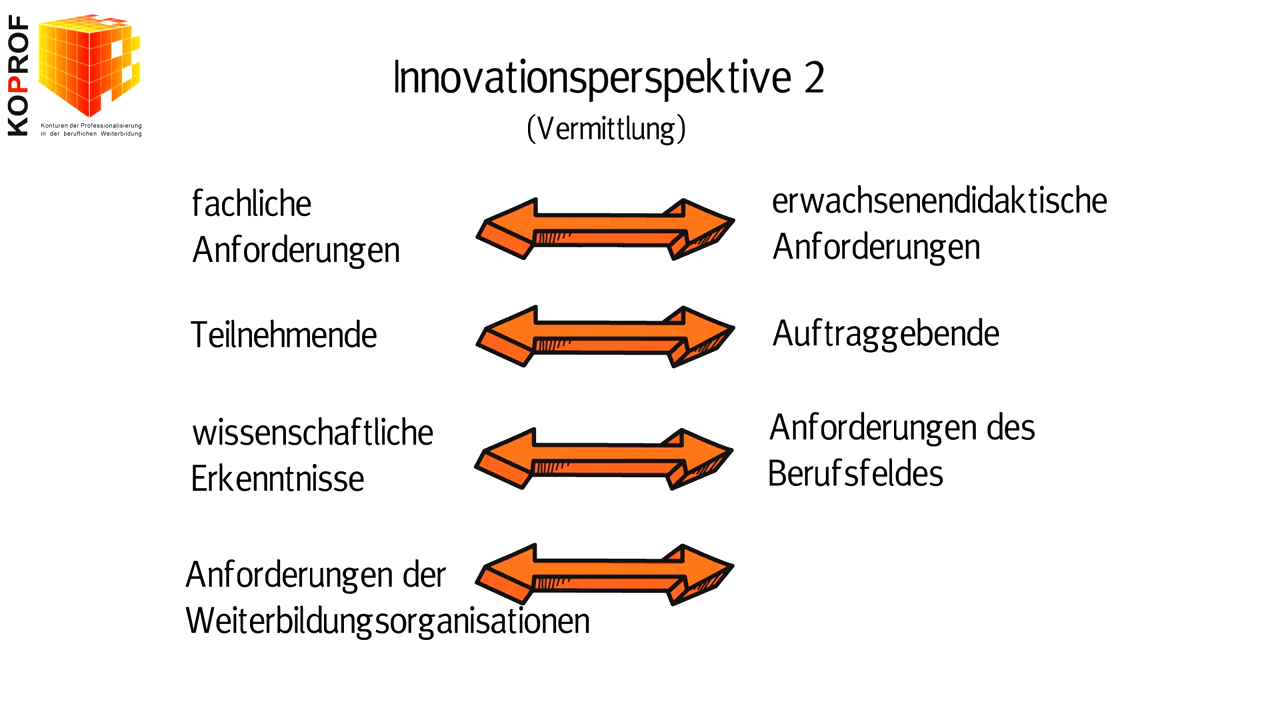 KOPROF
Konturen der Professionalisierung
in der beruflichen Weiterbildung
Innovationsperspektive 2
(Vermittlung)
fachliche
Anforderungen
erwachsenendidaktische
Anforderungen
Teilnehmende
Auftraggebende
wissenschaftliche
Erkenntnisse
Anforderungen des
Berufsfeldes
Anforderungen der
Weiterbildungsorganisationen